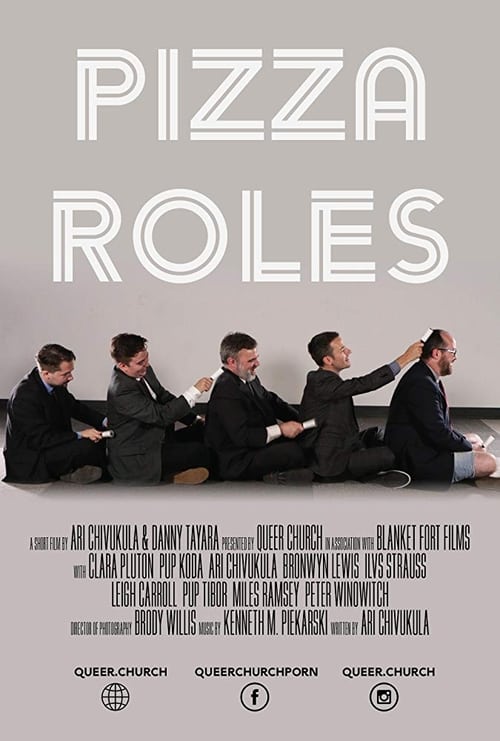 PIZZA
ROLES
A SHORT FILM BY ARI CHIVUKULA & DANNY TAYARA PRESENTED BY QUEER CHURCH IN ASSOCIATION WITH BLANKET FORT FILMS
WITH CLARA PLUTON PUP KODA ARI CHIVUKULA BRONWYN LEWIS ILVS STRAUSS
LEIGH CARROLL PUP TIBOR MILES RAMSEY PETER WINOWITCH
DIRECTOR OF PHOTOGRAPHY BRODY WILLIS MUSIC BY KENNETH M. PIEKARSKI WRITTEN BY ARI CHIVUKULA
QUEER.CHURCH QUEERCHURCHPORN QUEER.CHURCH